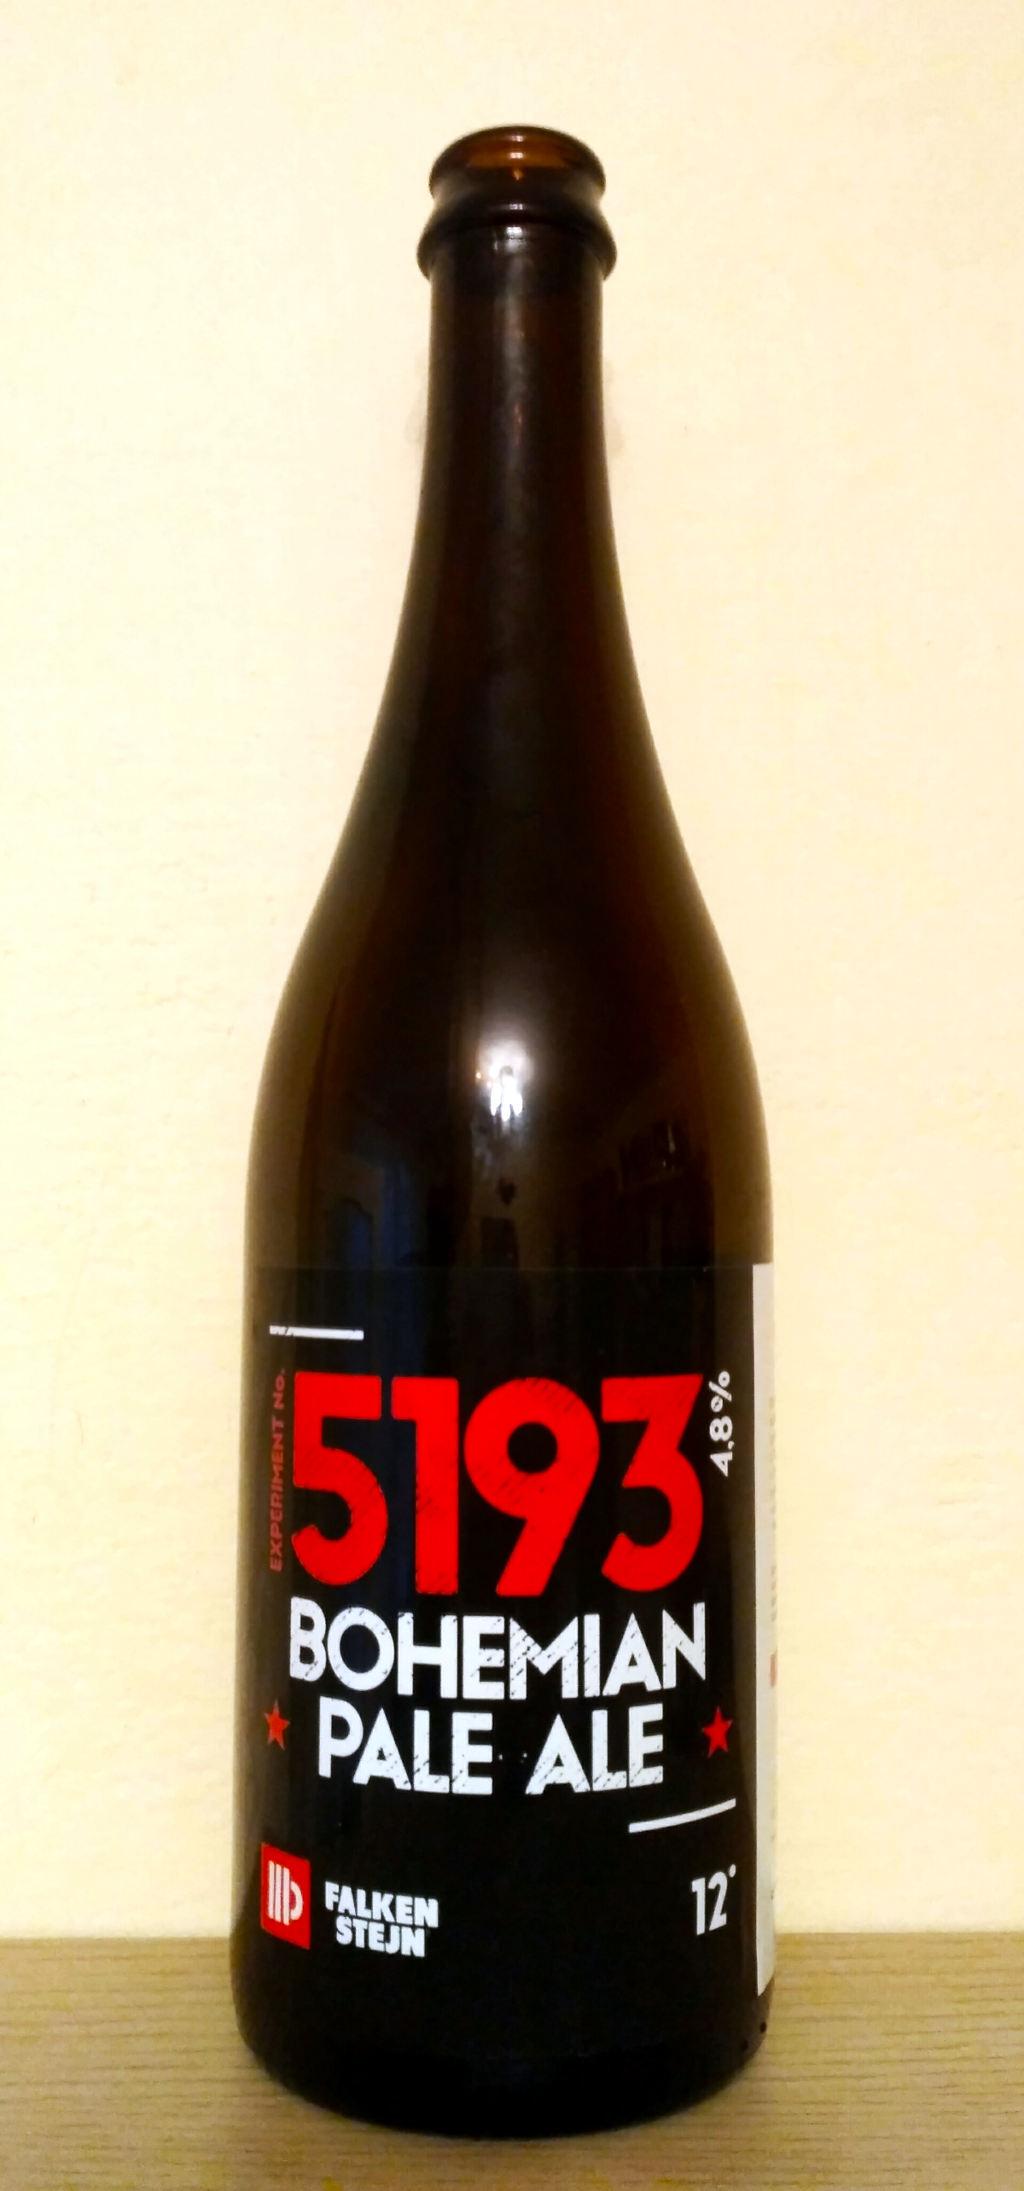 EXPERIMENT No.
5193
4.8%
BOHEMIAN
PALE ALE
FALKEN
STEJN
12°